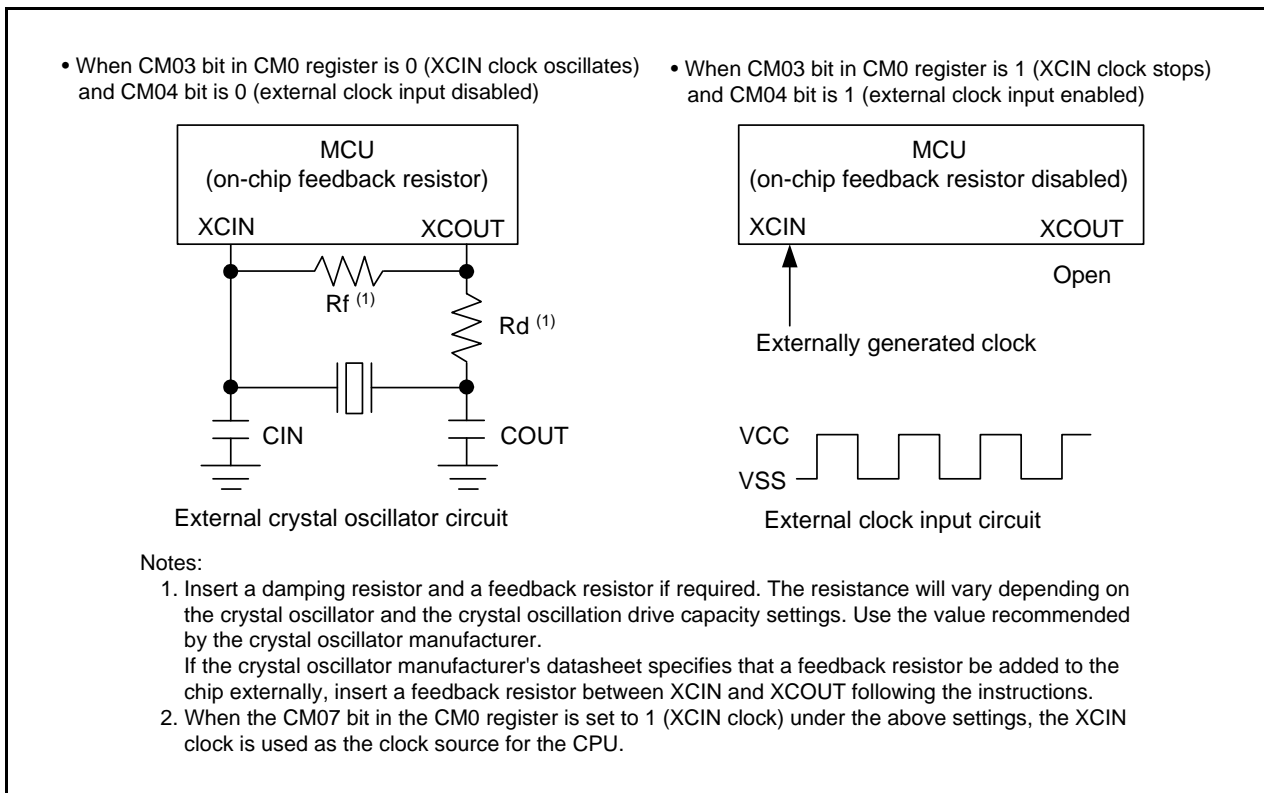 • When CM03 bit in CM0 register is 0 (XCIN clock oscillates)
and CM04 bit is 0 (external clock input disabled)
MCU
(on-chip feedback resistor)
XCIN
XCOUT
Rf (1)
Rd (1)
CIN
COUT
External crystal oscillator circuit
• When CM03 bit in CM0 register is 1 (XCIN clock stops)
and CM04 bit is 1 (external clock input enabled)
MCU
(on-chip feedback resistor disabled)
XCIN
XCOUT
Open
Externally generated clock
VCC
VSS
External clock input circuit
Notes:
1. Insert a damping resistor and a feedback resistor if required. The resistance will vary depending on
the crystal oscillator and the crystal oscillation drive capacity settings. Use the value recommended
by the crystal oscillator manufacturer.
If the crystal oscillator manufacturer's datasheet specifies that a feedback resistor be added to the
chip externally, insert a feedback resistor between XCIN and XCOUT following the instructions.
2. When the CM07 bit in the CM0 register is set to 1 (XCIN clock) under the above settings, the XCIN
clock is used as the clock source for the CPU.